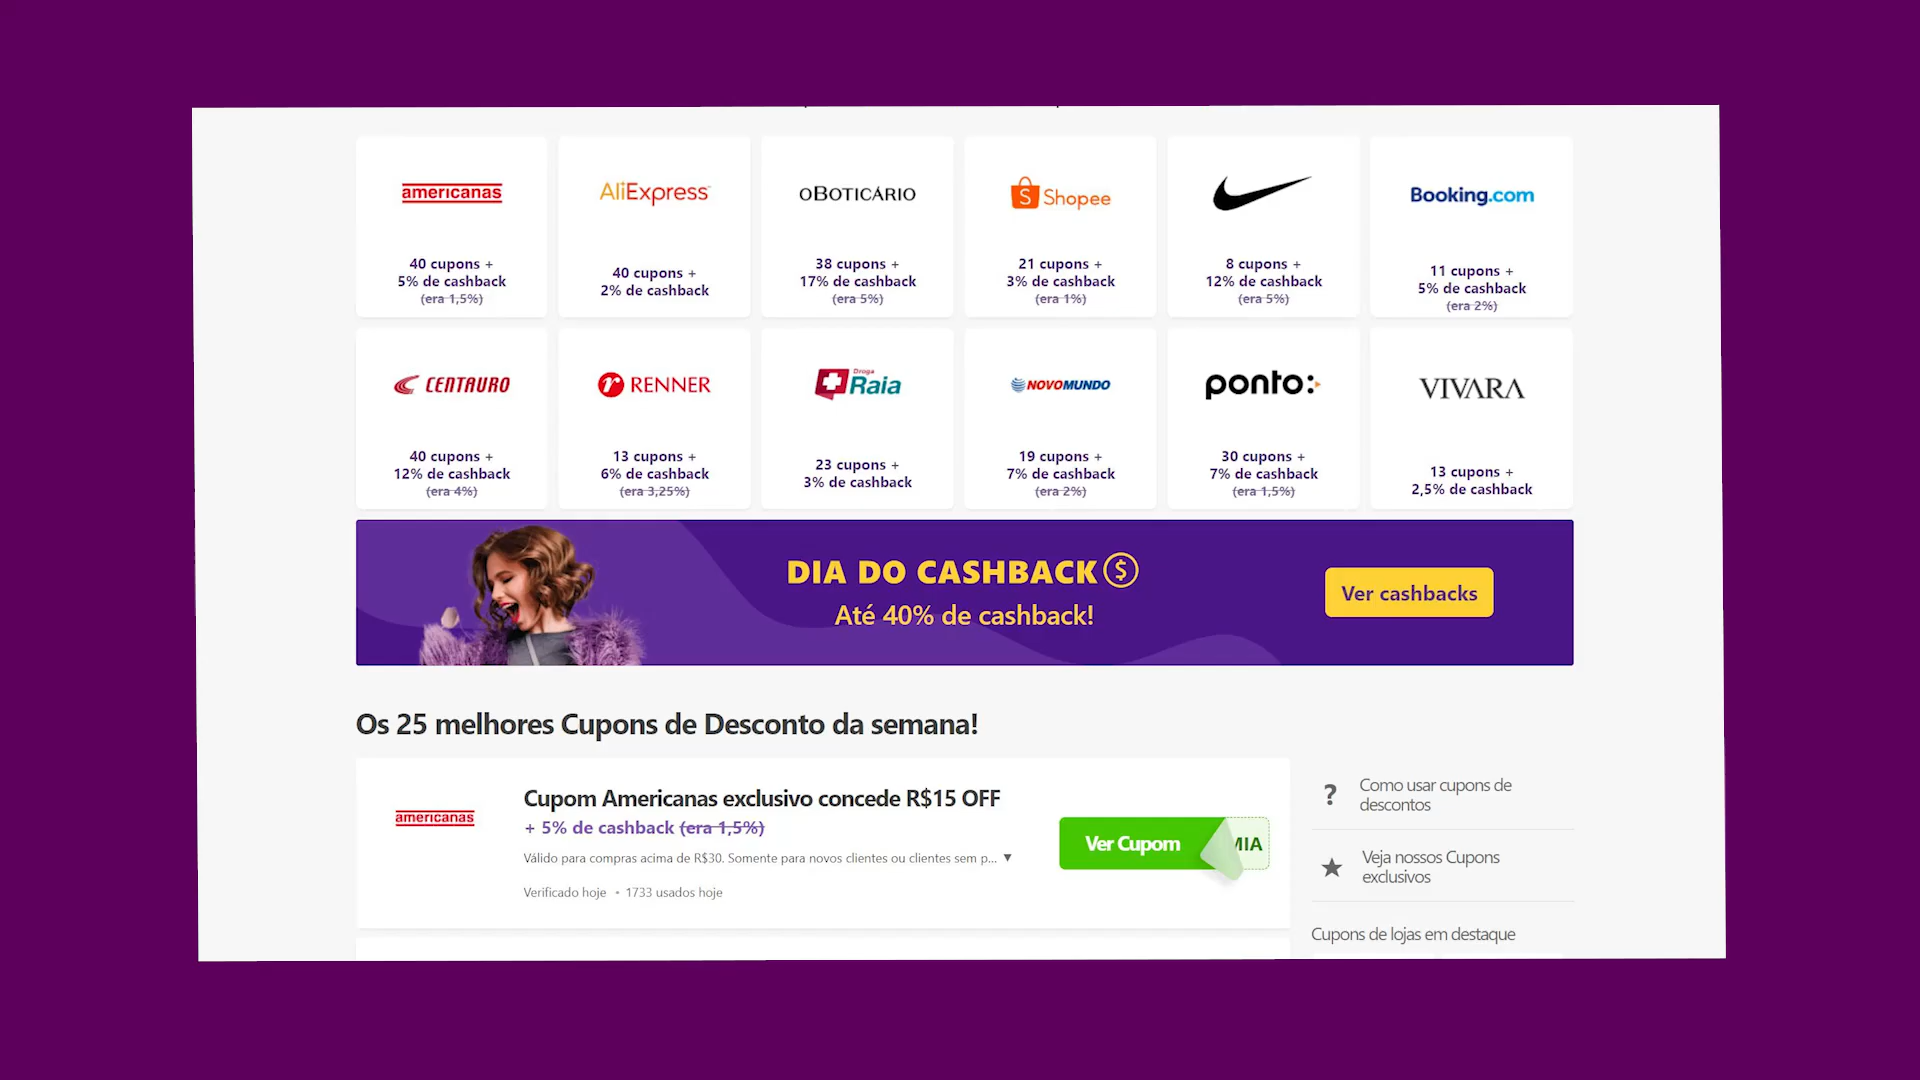 americanas
AliExpress
oBOTICÁRIO
Shopee
Booking.com
40 cupons +
5% de cashback
(era 1,5%)
40 cupons +
2% de cashback
38 cupons +
17% de cashback
(era 5%)
21 cupons +
3% de cashback
(era 1%)
8 cupons +
12% de cashback
(era 5%)
11 cupons +
5% de cashback
(era 2%)
CENTAURO
RENNER
Droga
Raia
NOVOMUNDO
ponto:
VIVARA
40 cupons +
12% de cashback
(era 4%)
13 cupons +
6% de cashback
(era 3,25%)
23 cupons +
3% de cashback
19 cupons +
7% de cashback
(era 2%)
30 cupons +
7% de cashback
(era 1,5%)
13 cupons +
2,5% de cashback
DIA DO CASHBACK
Até 40% de cashback!
Ver cashbacks
Os 25 melhores Cupons de Desconto da semana!
americanas
Cupom Americanas exclusivo concede R$15 OFF
+ 5% de cashback (era 1,5%)
Válido para compras acima de R$30. Somente para novos clientes ou clientes sem p... ▼
Verificado hoje • 1733 usados hoje
Ver Cupom
MIA
? Como usar cupons de
descontos
★ Veja nossos Cupons
exclusivos
Cupons de lojas em destaque